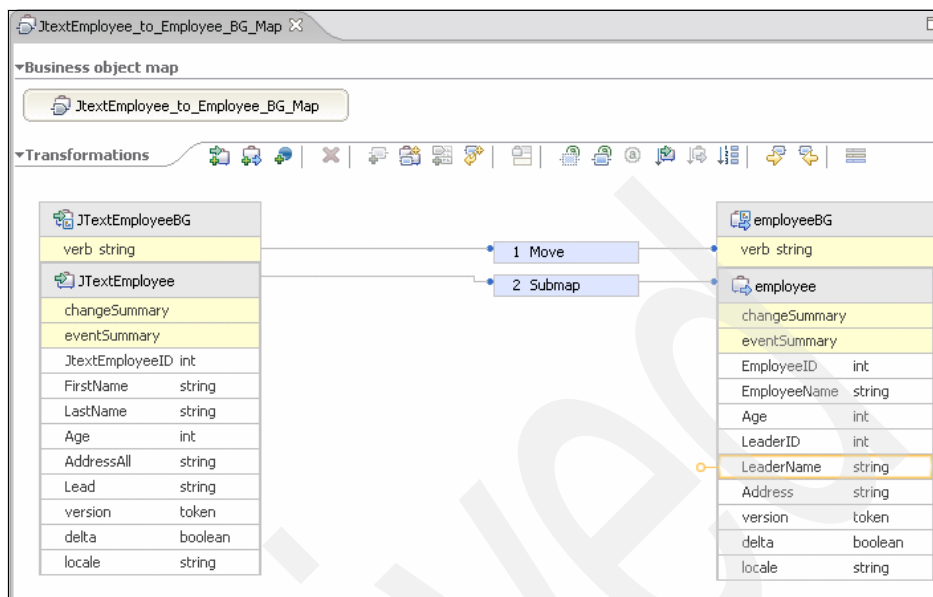 JtextEmployee_to_Employee_BG_Map
Business object map
JtextEmployee_to_Employee_BG_Map
Transformations
JTextEmployeeBG
verb string
JTextEmployee
changeSummary
eventSummary
JtextEmployeeID int
FirstName string
LastName string
Age int
AddressAll string
Lead string
version token
delta boolean
locale string
1 Move
2 Submap
employeeBG
verb string
employee
changeSummary
eventSummary
EmployeeID int
EmployeeName string
Age int
LeaderID int
LeaderName string
Address string
version token
delta boolean
locale string